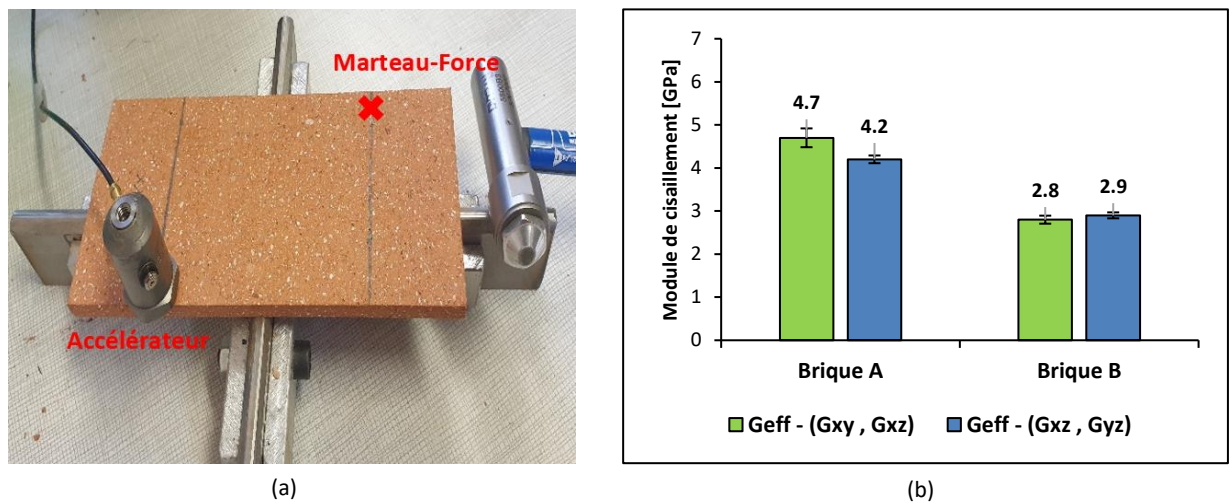 Marteau-Force
Accélérateur
(a)
Module de cisaillement [GPa]
7
6
5
4
3
2
1
0
4.7
4.2
2.8
2.9
Brique A
Brique B
Geff - (Gxy , Gxz)
Geff - (Gxz , Gyz)
(b)